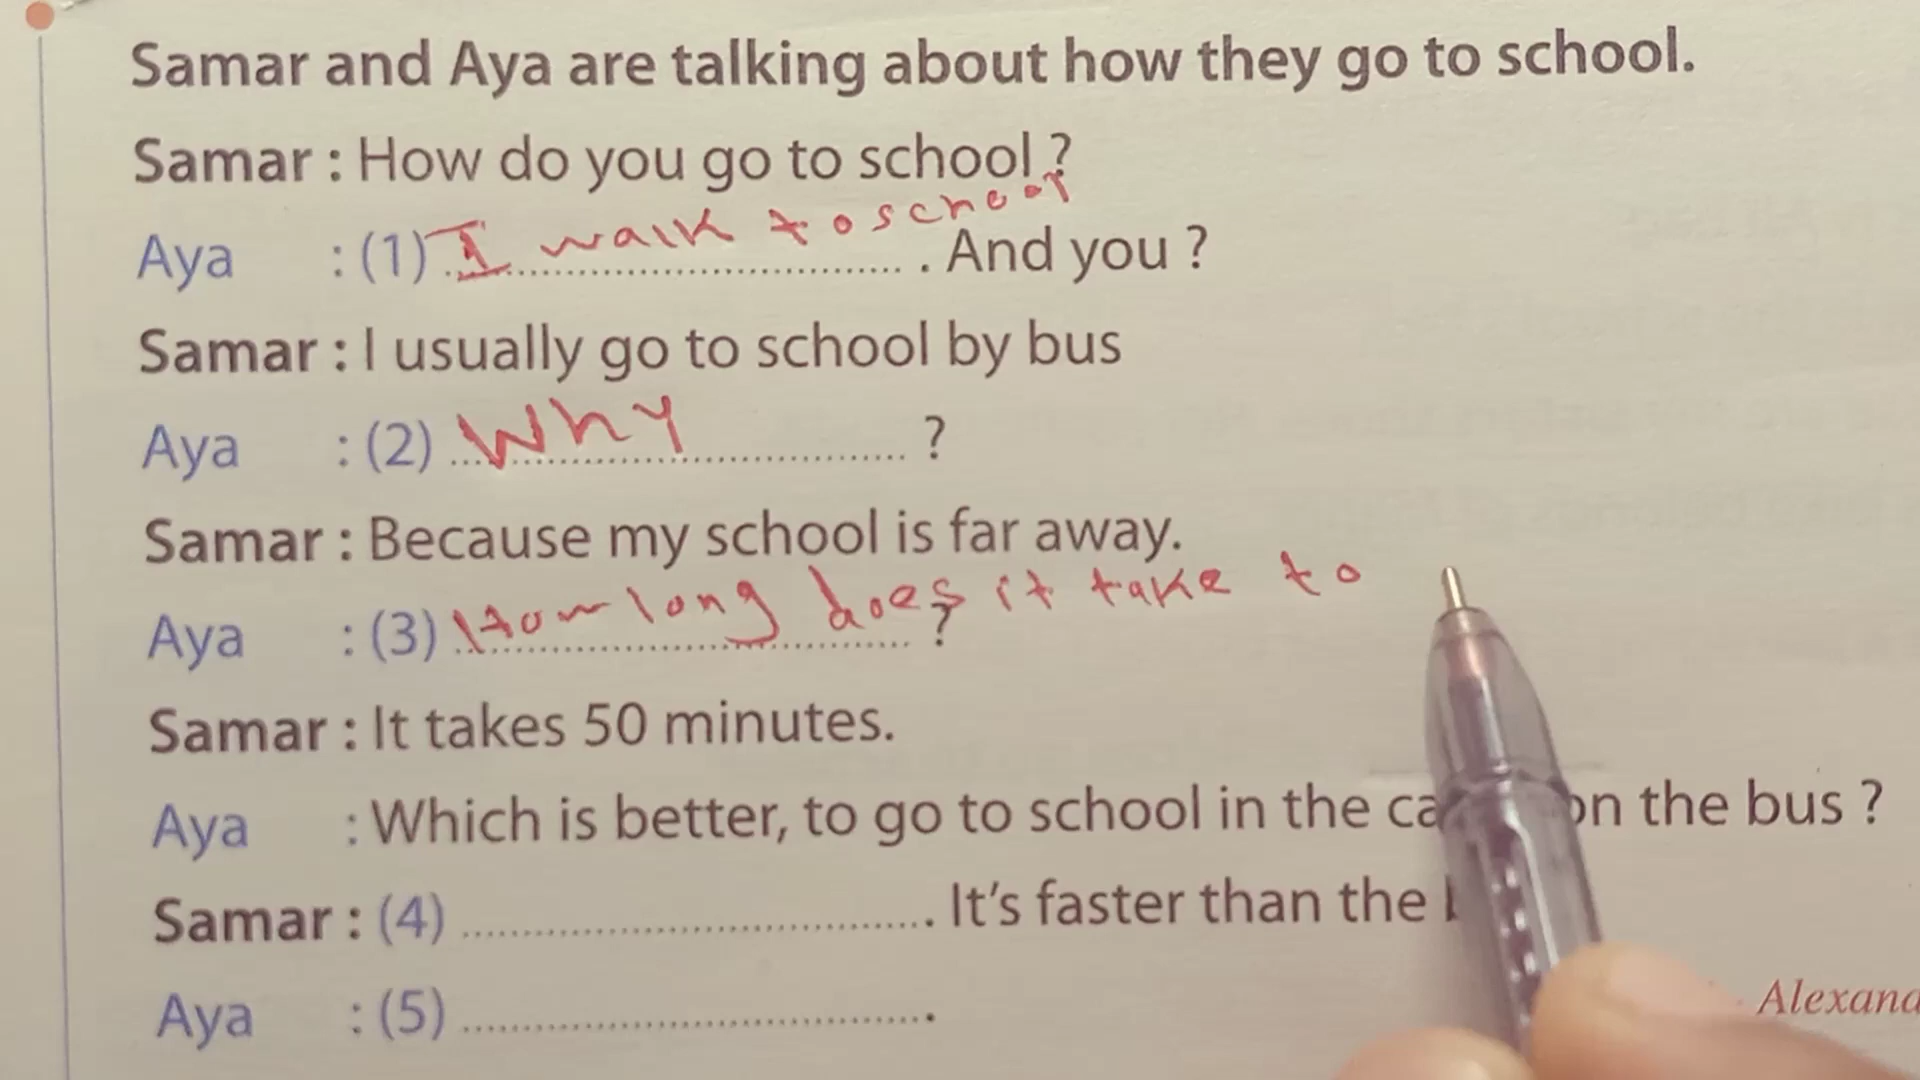 Samar and Aya are talking about how they go to school.
Samar : How do you go to school ?
Aya : (1) I walk to school . And you ?
Samar : I usually go to school by bus
Aya : (2) Why ?
Samar : Because my school is far away.
Aya : (3) How long does it take to ?
Samar : It takes 50 minutes.
Aya : Which is better, to go to school in the on the bus ?
Samar : (4) . It's faster than the
Aya : (5) .